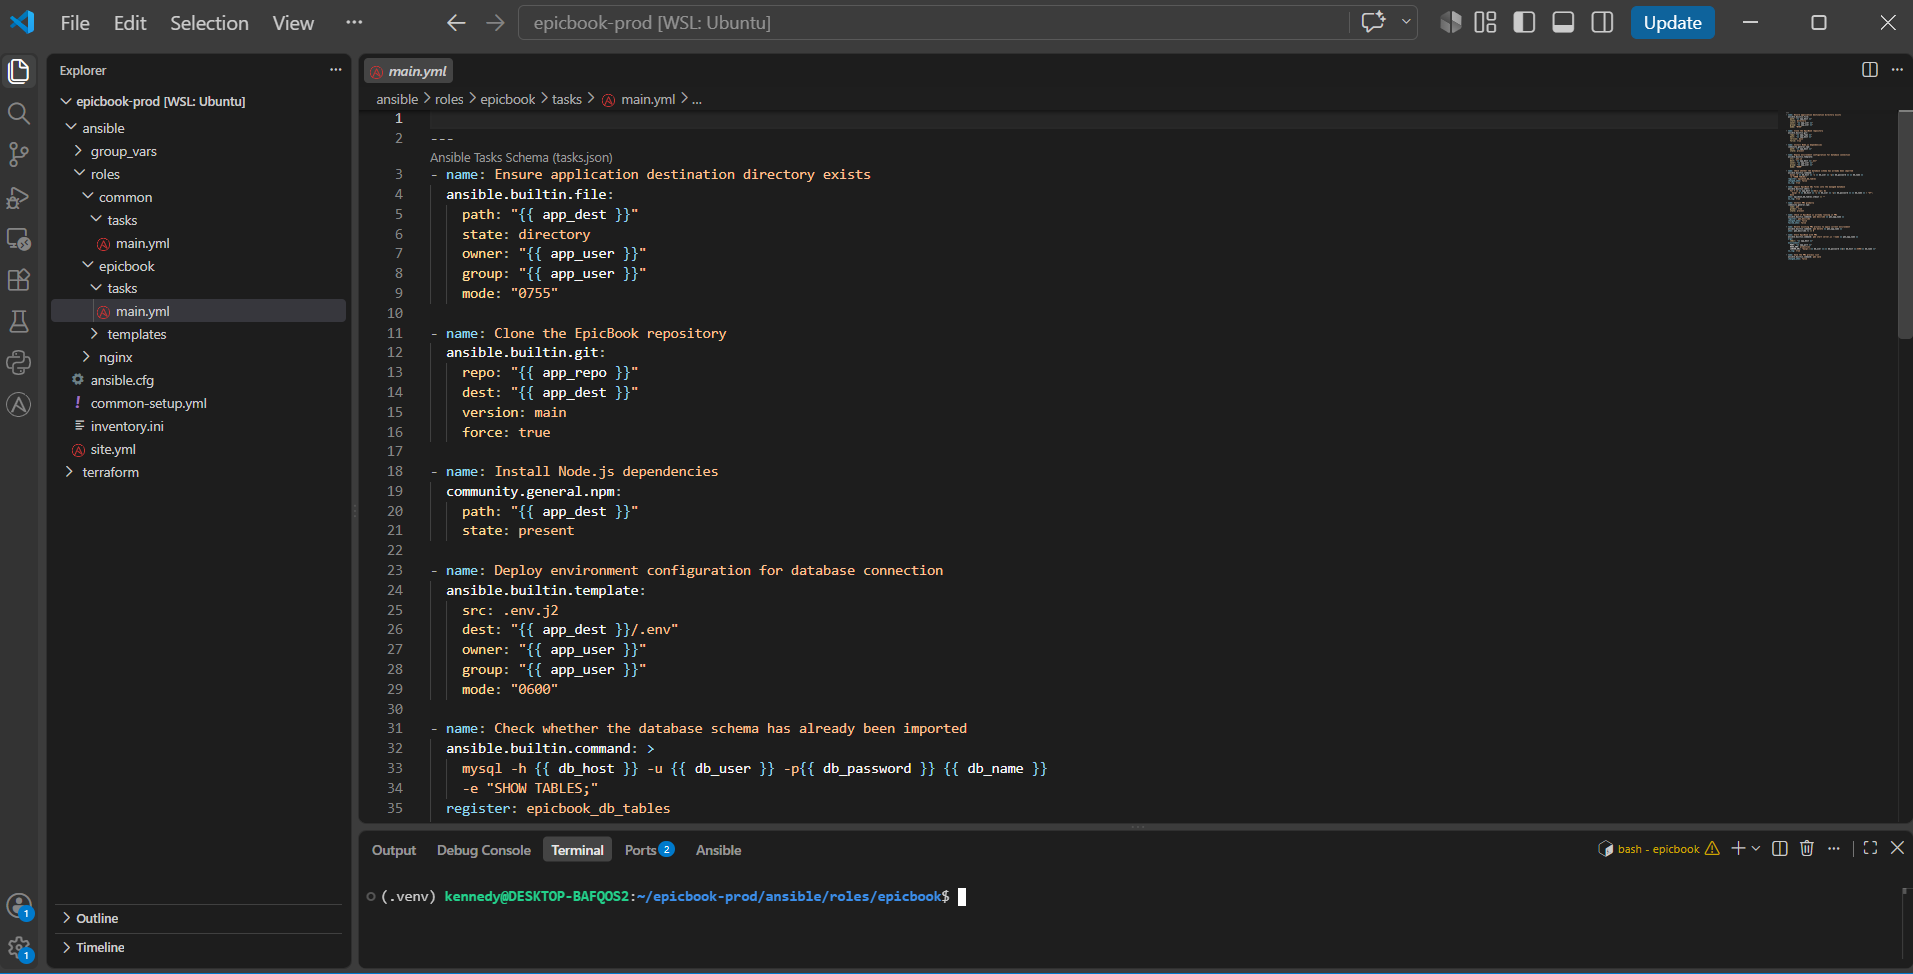 File Edit Selection View ···
epicbook-prod [WSL: Ubuntu]
Update
Explorer
epicbook-prod [WSL: Ubuntu]
ansible
group_vars
roles
common
tasks
main.yml
epicbook
tasks
main.yml
templates
nginx
ansible.cfg
! common-setup.yml
inventory.ini
site.yml
terraform
Outline
Timeline
1
1
main.yml
ansible > roles > epicbook > tasks > main.yml > ...
1
2 ---
Ansible Tasks Schema (tasks.json)
3 - name: Ensure application destination directory exists
4 ansible.builtin.file:
5 path: "{{ app_dest }}"
6 state: directory
7 owner: "{{ app_user }}"
8 group: "{{ app_user }}"
9 mode: "0755"
10
11 - name: Clone the EpicBook repository
12 ansible.builtin.git:
13 repo: "{{ app_repo }}"
14 dest: "{{ app_dest }}"
15 version: main
16 force: true
17
18 - name: Install Node.js dependencies
19 community.general.npm:
20 path: "{{ app_dest }}"
21 state: present
22
23 - name: Deploy environment configuration for database connection
24 ansible.builtin.template:
25 src: .env.j2
26 dest: "{{ app_dest }}/.env"
27 owner: "{{ app_user }}"
28 group: "{{ app_user }}"
29 mode: "0600"
30
31 - name: Check whether the database schema has already been imported
32 ansible.builtin.command: >
33 mysql -h {{ db_host }} -u {{ db_user }} -p{{ db_password }} {{ db_name }}
34 -e "SHOW TABLES;"
35 register: epicbook_db_tables
Output Debug Console Terminal Ports 2 Ansible
bash - epicbook
(.venv) kennedy@DESKTOP-BAFQOS2:~/epicbook-prod/ansible/roles/epicbook$